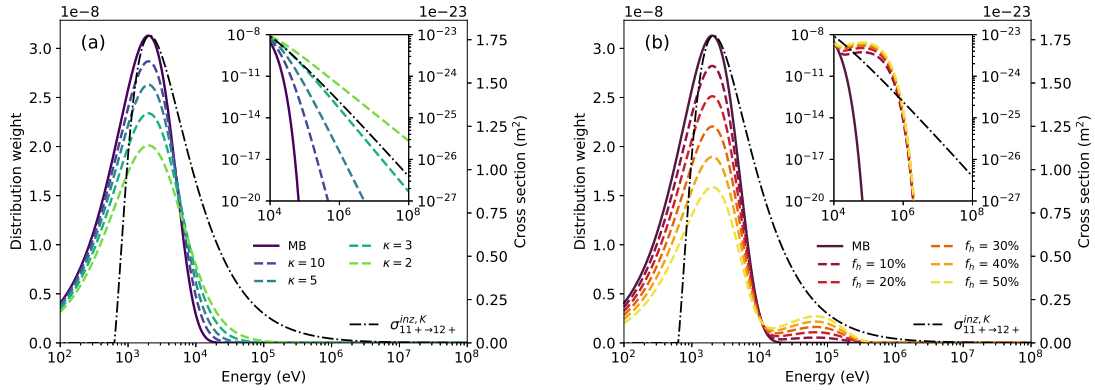 1e−8
1e−23
(a)
Distribution weight
3.0
2.5
2.0
1.5
1.0
0.5
0.0
10^2
10^3
10^4
10^5
10^6
10^7
10^8
Energy (eV)
1.75
1.50
1.25
1.00
0.75
0.50
0.25
0.00
Cross section (m^2)
10^−8
10^−11
10^−14
10^−17
10^−20
10^4
10^6
10^8
10^−23
10^−24
10^−25
10^−26
10^−27
MB
κ = 10
κ = 5
κ = 3
κ = 2
σ^{inz, K}_{11+→12+}
1e−8
1e−23
(b)
Distribution weight
3.0
2.5
2.0
1.5
1.0
0.5
0.0
10^2
10^3
10^4
10^5
10^6
10^7
10^8
Energy (eV)
1.75
1.50
1.25
1.00
0.75
0.50
0.25
0.00
Cross section (m^2)
10^−8
10^−11
10^−14
10^−17
10^−20
10^4
10^6
10^8
10^−23
10^−24
10^−25
10^−26
10^−27
MB
f_h = 10%
f_h = 20%
f_h = 30%
f_h = 40%
f_h = 50%
σ^{inz, K}_{11+→12+}